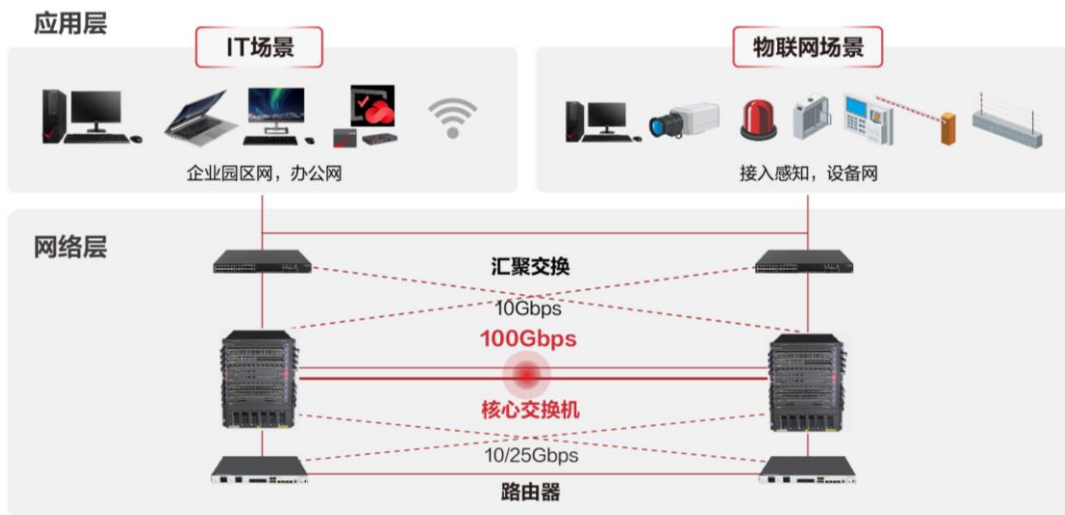 应用层
IT场景
物联网场景
企业园区网，办公网
接入感知，设备网
网络层
汇聚交换
10Gbps
100Gbps
核心交换机
10/25Gbps
路由器